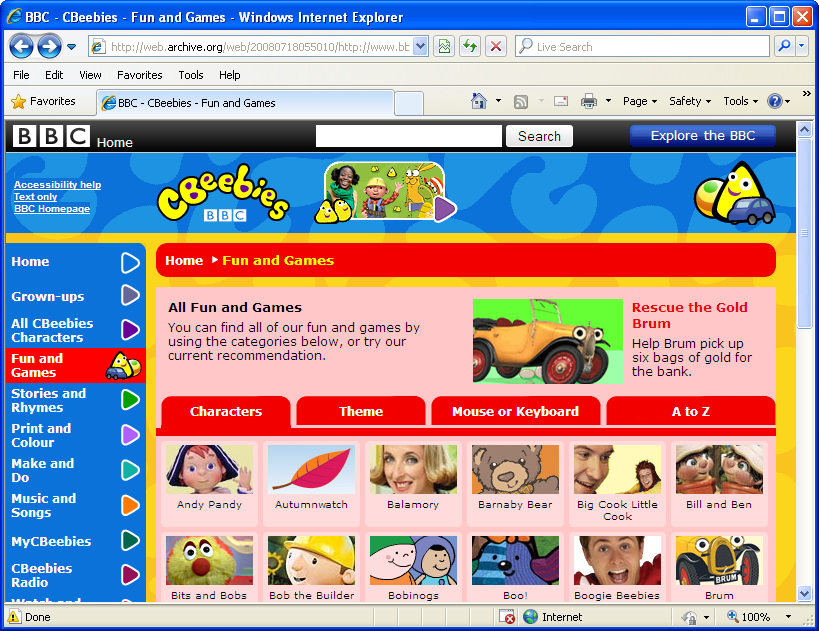 BBC - CBeebies - Fun and Games - Windows Internet Explorer
http://web.archive.org/web/20080718055010/http://www.bb
Live Search
File Edit View Favorites Tools Help
Favorites
BBC - CBeebies - Fun and Games
Page Safety Tools
BBC Home
Search
Explore the BBC
Accessibility help
Text only
BBC Homepage
CBeebies
BBC
Home
Grown-ups
All CBeebies
Characters
Fun and
Games
Stories and
Rhymes
Print and
Colour
Make and
Do
Music and
Songs
MyCBeebies
CBeebies
Radio
Watch and
Home Fun and Games
All Fun and Games
You can find all of our fun and games by
using the categories below, or try our
current recommendation.
Rescue the Gold
Brum
Help Brum pick up
six bags of gold for
the bank.
Characters Theme Mouse or Keyboard A to Z
Andy Pandy Autumnwatch Balamory Barnaby Bear Big Cook Little
Cook Bill and Ben
BRUM
Bits and Bobs Bob the Builder Bobinogs Boo! Boogie Beebies Brum
Done Internet 100%